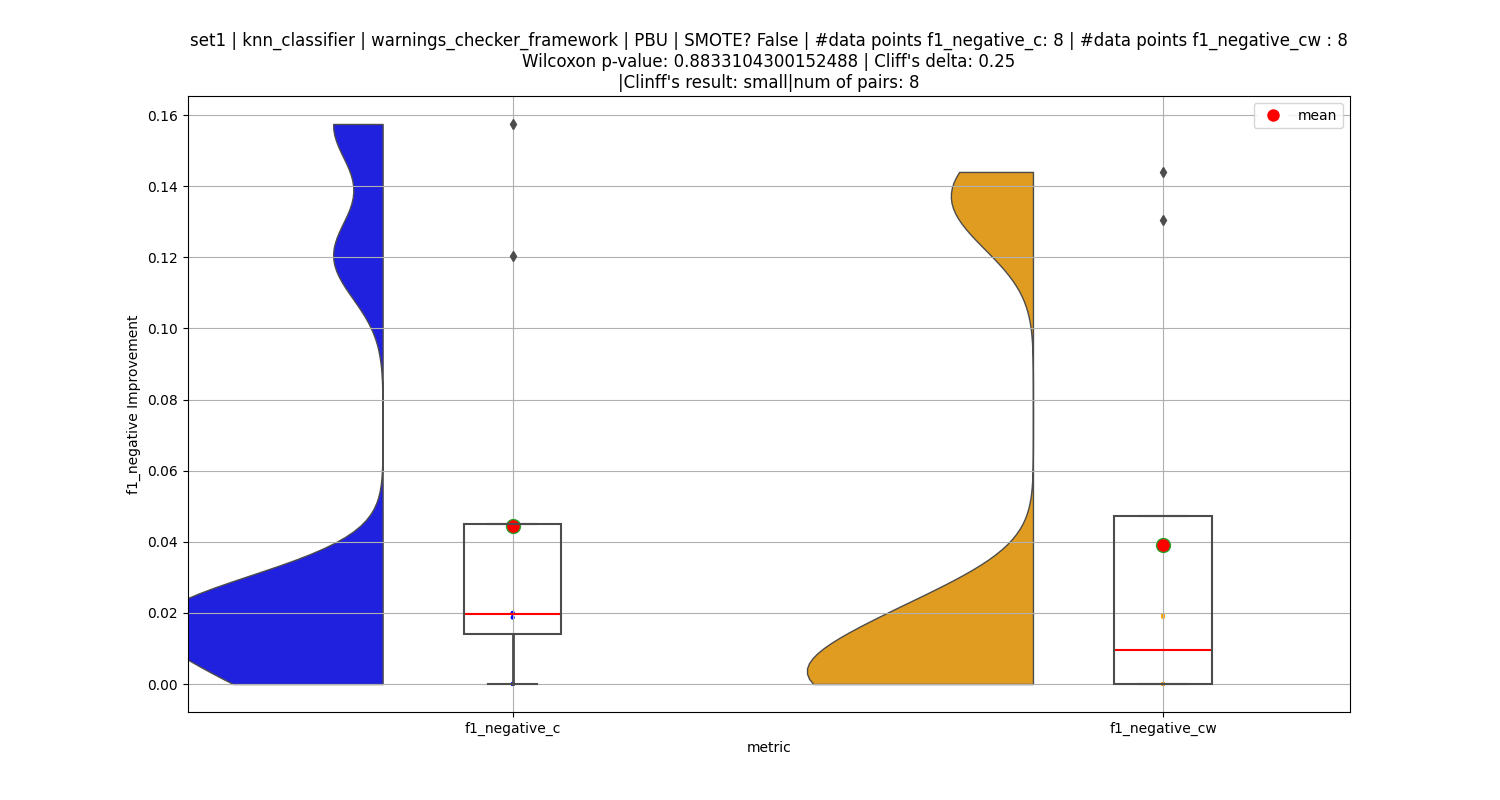 set1 | knn_classifier | warnings_checker_framework | PBU | SMOTE? False | #data points f1_negative_c: 8 | #data points f1_negative_cw : 8
Wilcoxon p-value: 0.8833104300152488 | Cliff's delta: 0.25
|Clinff's result: small|num of pairs: 8
mean
0.16
0.14
0.12
0.10
0.08
0.06
0.04
0.02
0.00
f1_negative Improvement
f1_negative_c
f1_negative_cw
metric